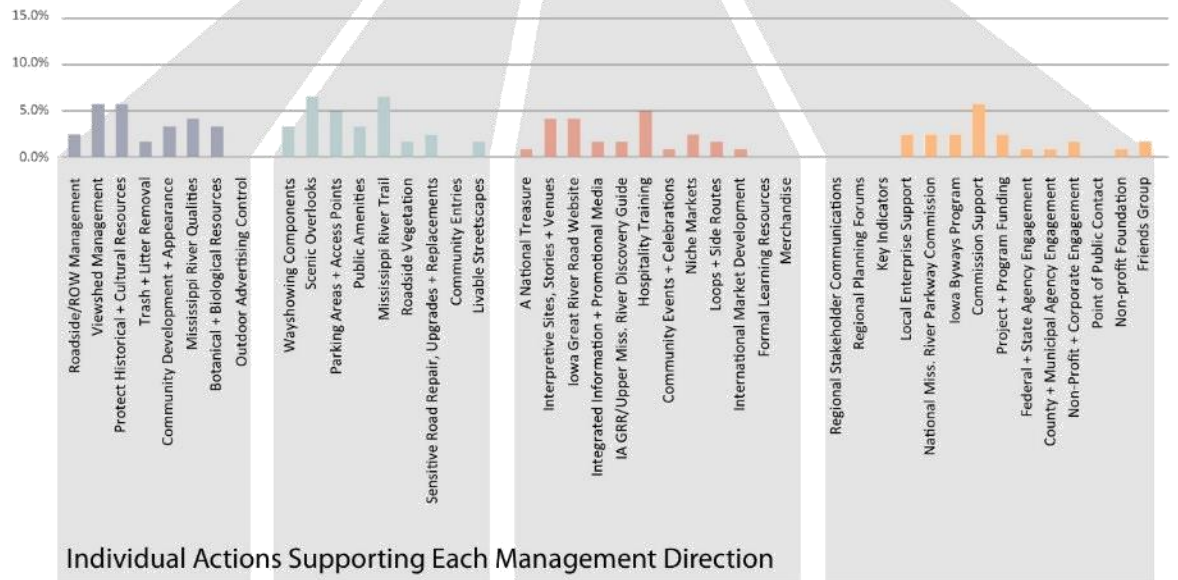 15.0%
10.0%
5.0%
0.0%
Roadside/ROW Management
Viewshed Management
Protect Historical + Cultural Resources
Trash + Litter Removal
Community Development + Appearance
Mississippi River Qualities
Botanical + Biological Resources
Outdoor Advertising Control
Wayshowing Components
Scenic Overlooks
Parking Areas + Access Points
Public Amenities
Mississippi River Trail
Roadside Vegetation
Sensitive Road Repair, Upgrades + Replacements
Community Entries
Livable Streetscapes
A National Treasure
Interpretive Sites, Stories + Venues
Iowa Great River Road Website
Integrated Information + Promotional Media
IA GRR/Upper Miss. River Discovery Guide
Hospitality Training
Community Events + Celebrations
Niche Markets
Loops + Side Routes
International Market Development
Formal Learning Resources
Merchandise
Regional Stakeholder Communications
Regional Planning Forums
Key Indicators
Local Enterprise Support
National Miss. River Parkway Commission
Iowa Byways Program
Commission Support
Project + Program Funding
Federal + State Agency Engagement
County + Municipal Agency Engagement
Non-Profit + Corporate Engagement
Point of Public Contact
Non-profit Foundation
Friends Group
Individual Actions Supporting Each Management Direction